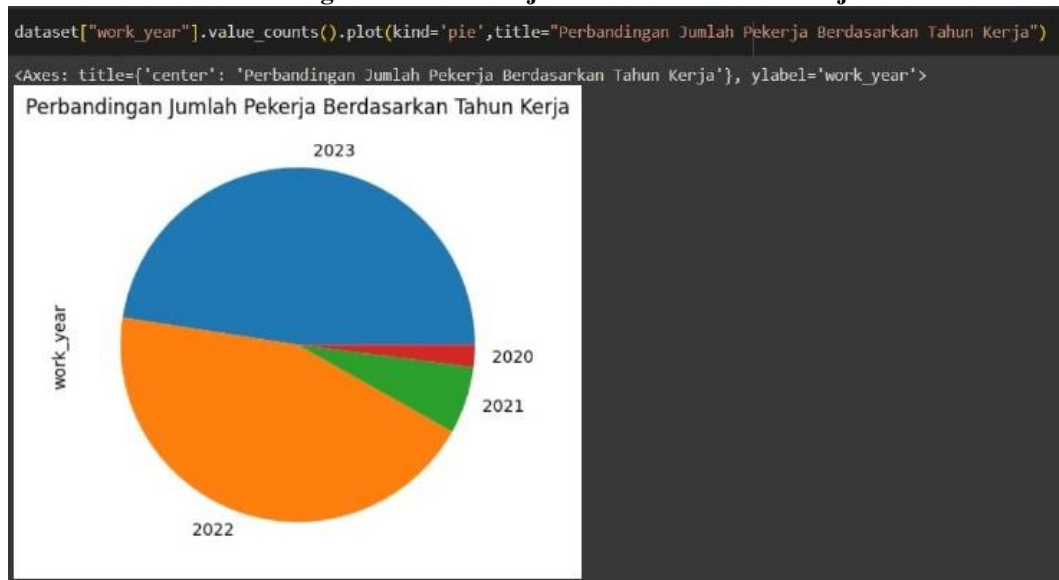 dataset["work_year"].value_counts().plot(kind='pie',title="Perbandingan Jumlah Pekerja Berdasarkan Tahun Kerja")
<Axes: title={'center': 'Perbandingan Jumlah Pekerja Berdasarkan Tahun Kerja'}, ylabel='work_year'>
Perbandingan Jumlah Pekerja Berdasarkan Tahun Kerja
2023
work_year
2020
2021
2022